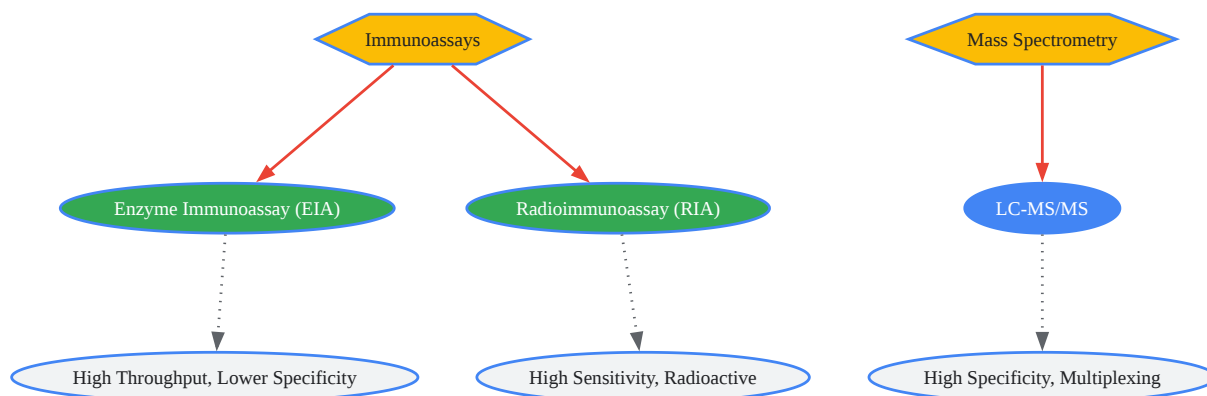 Immunoassays
Mass Spectrometry
Enzyme Immunoassay (EIA)
Radioimmunoassay (RIA)
LC-MS/MS
High Throughput, Lower Specificity
High Sensitivity, Radioactive
High Specificity, Multiplexing